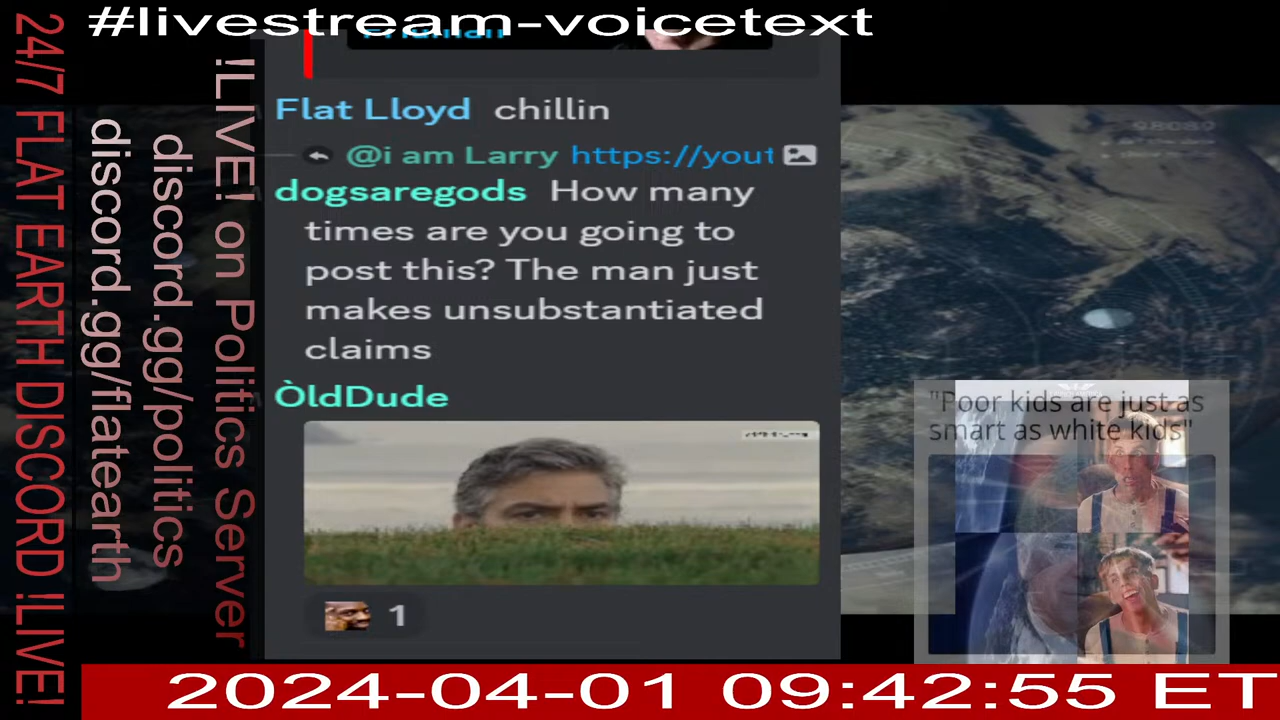 #livestream-voicetext
24/7 FLAT EARTH DISCORD !LIVE!
discord.gg/flatearth
discord.gg/politics
!LIVE! on Politics Server
Flat Lloyd chillin
@i am Larry https://yout
dogsaregods How many
times are you going to
post this? The man just
makes unsubstantiated
claims
ÒldDude
1
"Poor kids are just as
smart as white kids"
2024-04-01 09:42:55 ET